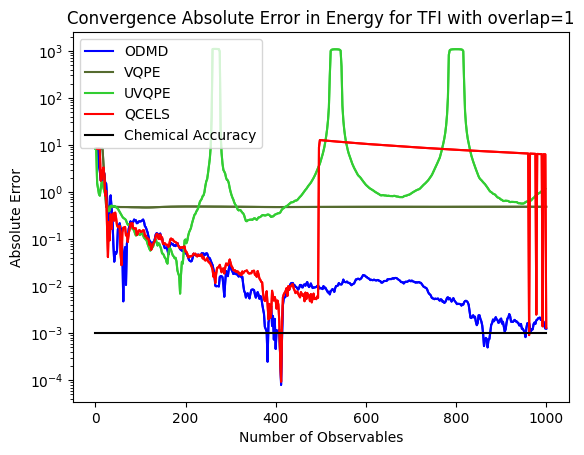 Convergence Absolute Error in Energy for TFI with overlap=1
ODMD
VQPE
UVQPE
QCELS
Chemical Accuracy
Absolute Error
10³
10²
10¹
10⁰
10⁻¹
10⁻²
10⁻³
10⁻⁴
0 200 400 600 800 1000
Number of Observables